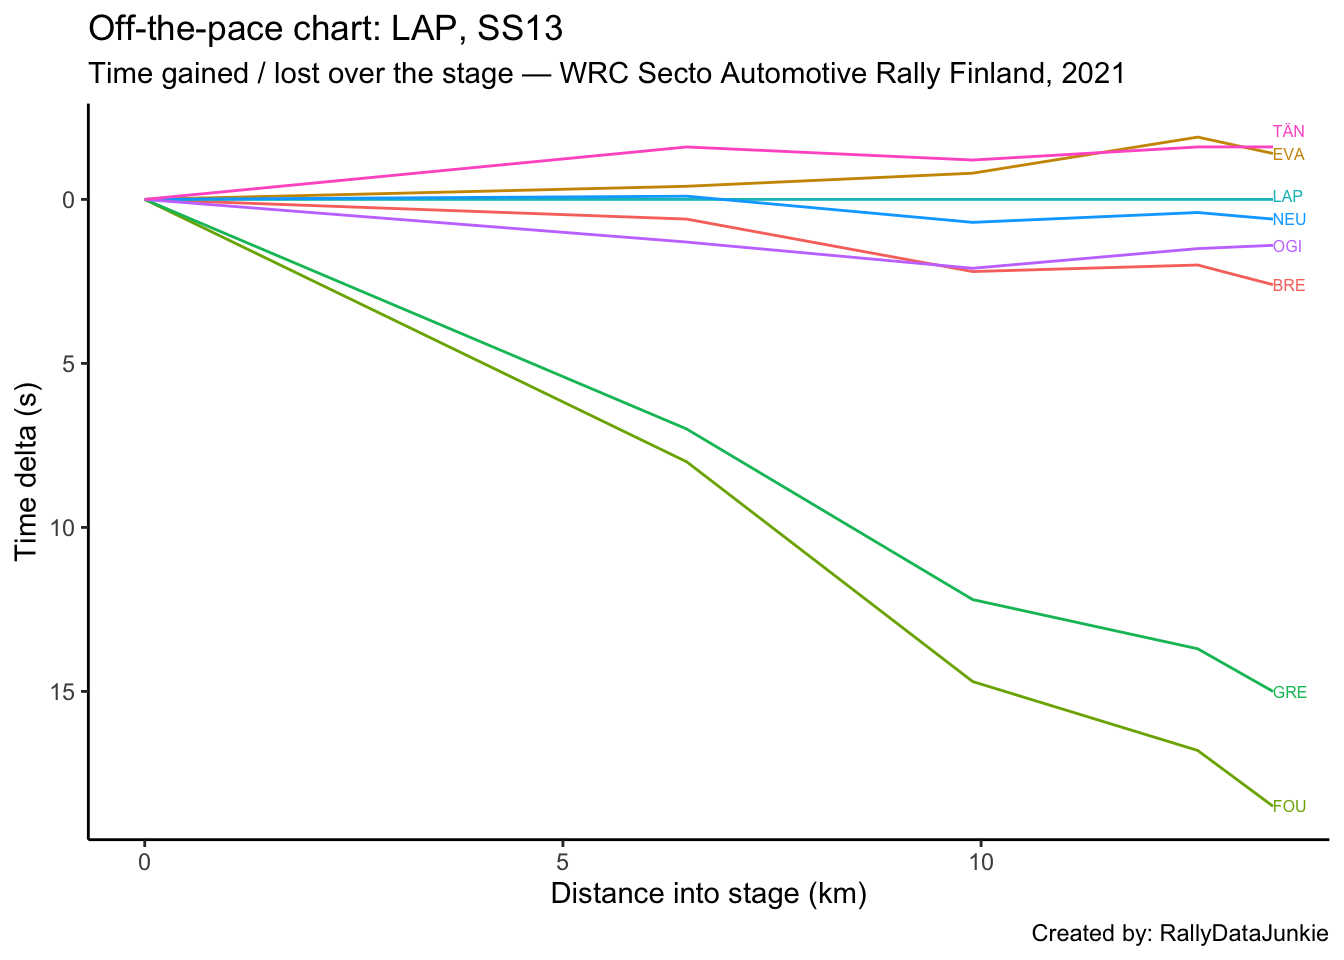 Off-the-pace chart: LAP, SS13
Time gained / lost over the stage — WRC Secto Automotive Rally Finland, 2021
TÄN
EVA
0
LAP
NEU
OGI
BRE
5
Time delta (s)
10
15
GRE
FOU
0 5 10
Distance into stage (km)
Created by: RallyDataJunkie